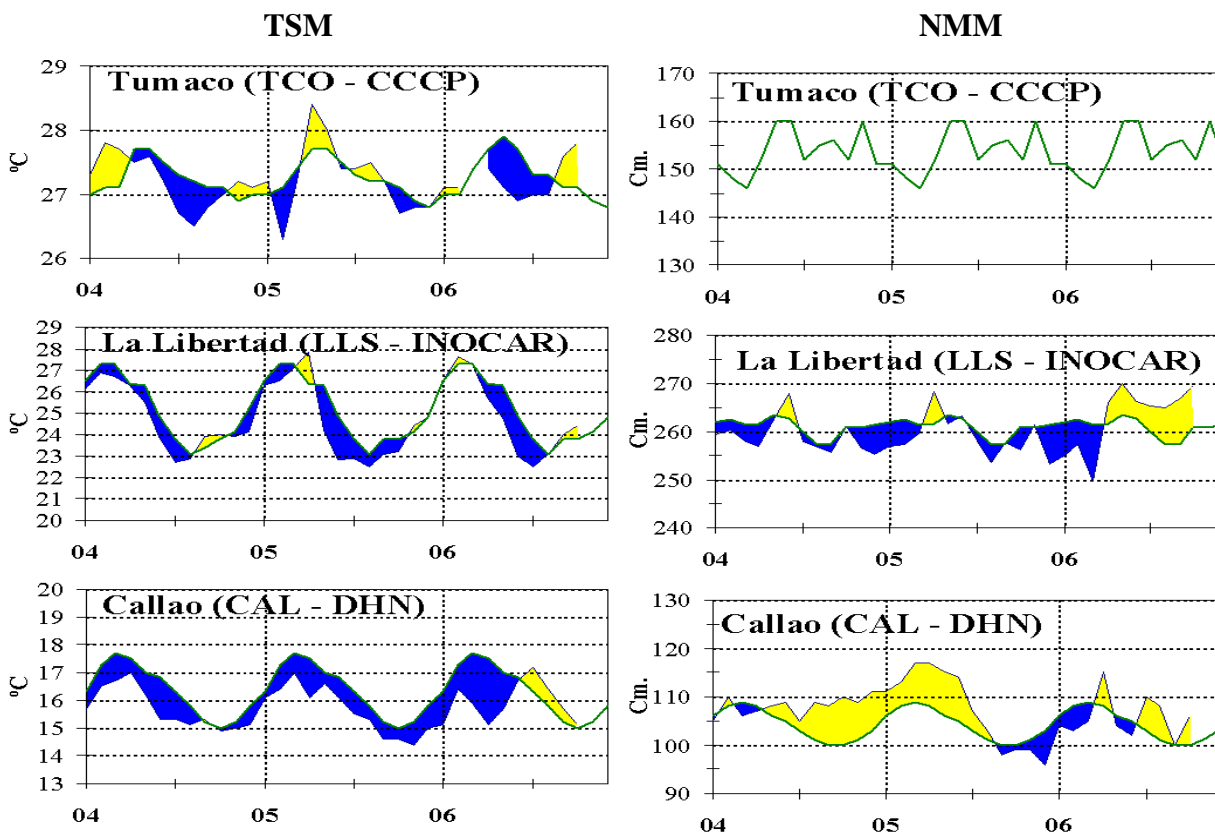 TSM
NMM
Tumaco (TCO - CCCP)
29
28
27
26
ºC
04 05 06
Tumaco (TCO - CCCP)
170
160
150
140
130
Cm.
04 05 06
La Libertad (LLS - INOCAR)
29
28
27
26
25
24
23
22
21
20
ºC
04 05 06
La Libertad (LLS - INOCAR)
280
270
260
250
240
Cm.
04 05 06
Callao (CAL - DHN)
20
19
18
17
16
15
14
13
ºC
04 05 06
Callao (CAL - DHN)
130
120
110
100
90
Cm.
04 05 06